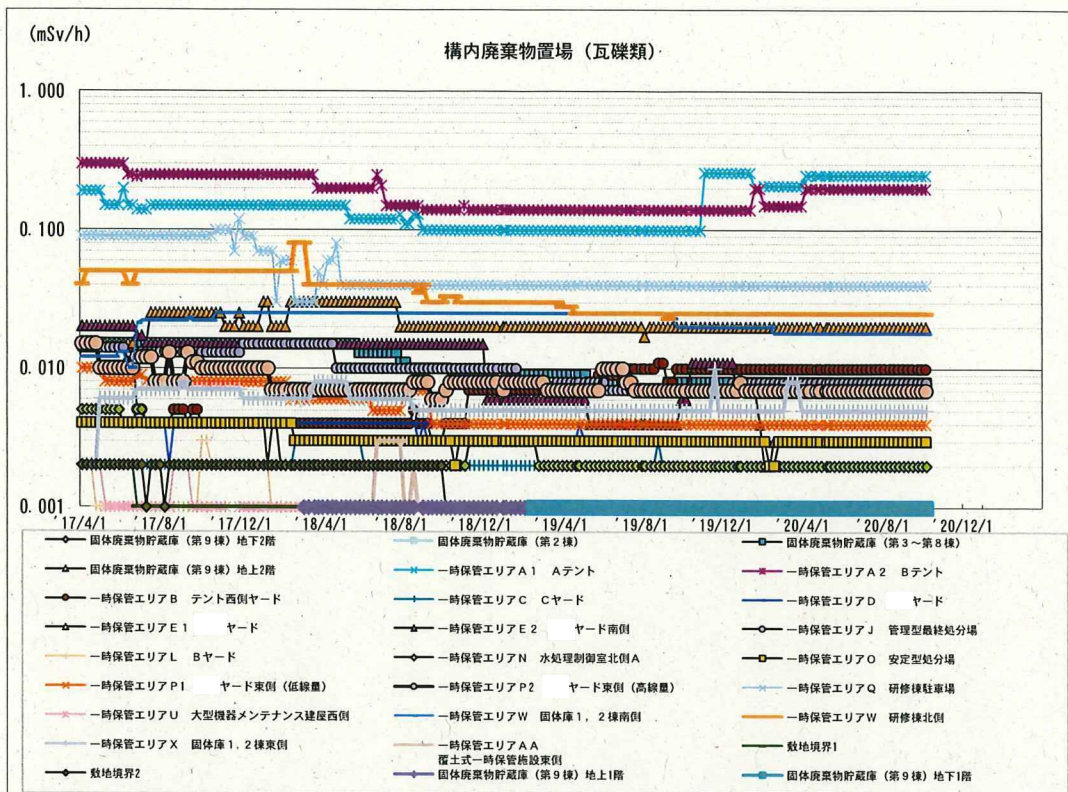 (mSv/h)
構内廃棄物置場（瓦礫類）
1.000
0.100
0.010
0.001
17/4/1 17/8/1 17/12/1 18/4/1 18/8/1 18/12/1 19/4/1 19/8/1 19/12/1 20/4/1 20/8/1 20/12/1
固体廃棄物貯蔵庫（第9棟）地下2階 固体廃棄物貯蔵庫（第2棟） 固体廃棄物貯蔵庫（第3～第8棟）
固体廃棄物貯蔵庫（第9棟）地上2階 一時保管エリアA1 Aテント 一時保管エリアA2 Bテント
一時保管エリアB テント西側ヤード 一時保管エリアC Cヤード 一時保管エリアD ヤード
一時保管エリアE1 ヤード 一時保管エリアE2 ヤード南側 一時保管エリアJ 管理型最終処分場
一時保管エリアL Bヤード 一時保管エリアN 水処理制御室北側A 一時保管エリアO 安定型処分場
一時保管エリアP1 ヤード東側（低線量） 一時保管エリアP2 ヤード東側（高線量） 一時保管エリアQ 研修棟駐車場
一時保管エリアU 大型機器メンテナンス建屋西側 一時保管エリアW 固体庫1，2棟南側 一時保管エリアW 研修棟北側
一時保管エリアX 固体庫1，2棟東側 一時保管エリアAA 敷地境界1
覆土式一時保管施設東側
敷地境界2 固体廃棄物貯蔵庫（第9棟）地上1階 固体廃棄物貯蔵庫（第9棟）地下1階